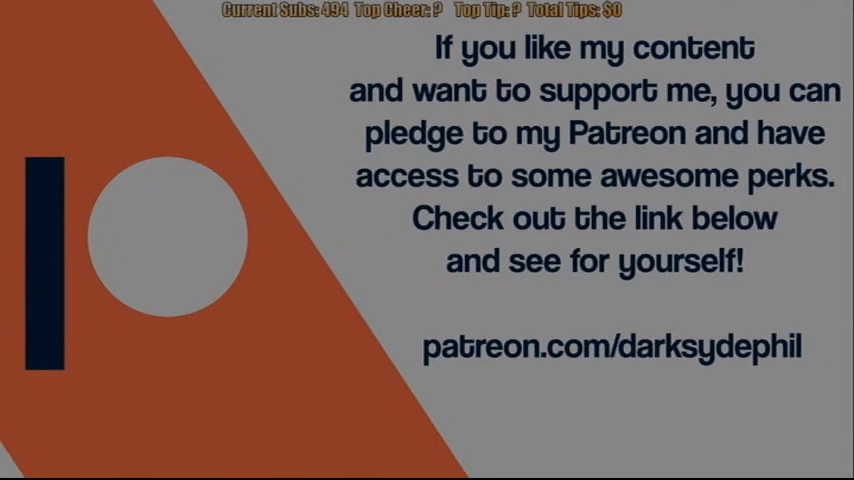 Current Subs: 494 Top Cheer: ? Top Tip: ? Total Tips: $0
If you like my content
and want to support me, you can
pledge to my Patreon and have
access to some awesome perks.
Check out the link below
and see for yourself!
patreon.com/darksydephil